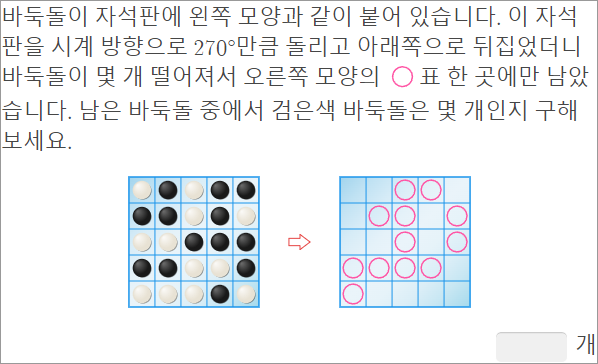 바둑돌이 자석판에 왼쪽 모양과 같이 붙어 있습니다. 이 자석
판을 시계 방향으로 270°만큼 돌리고 아래쪽으로 뒤집었더니
바둑돌이 몇 개 떨어져서 오른쪽 모양의 ○ 표 한 곳에만 남았
습니다. 남은 바둑돌 중에서 검은색 바둑돌은 몇 개인지 구해
보세요.
개